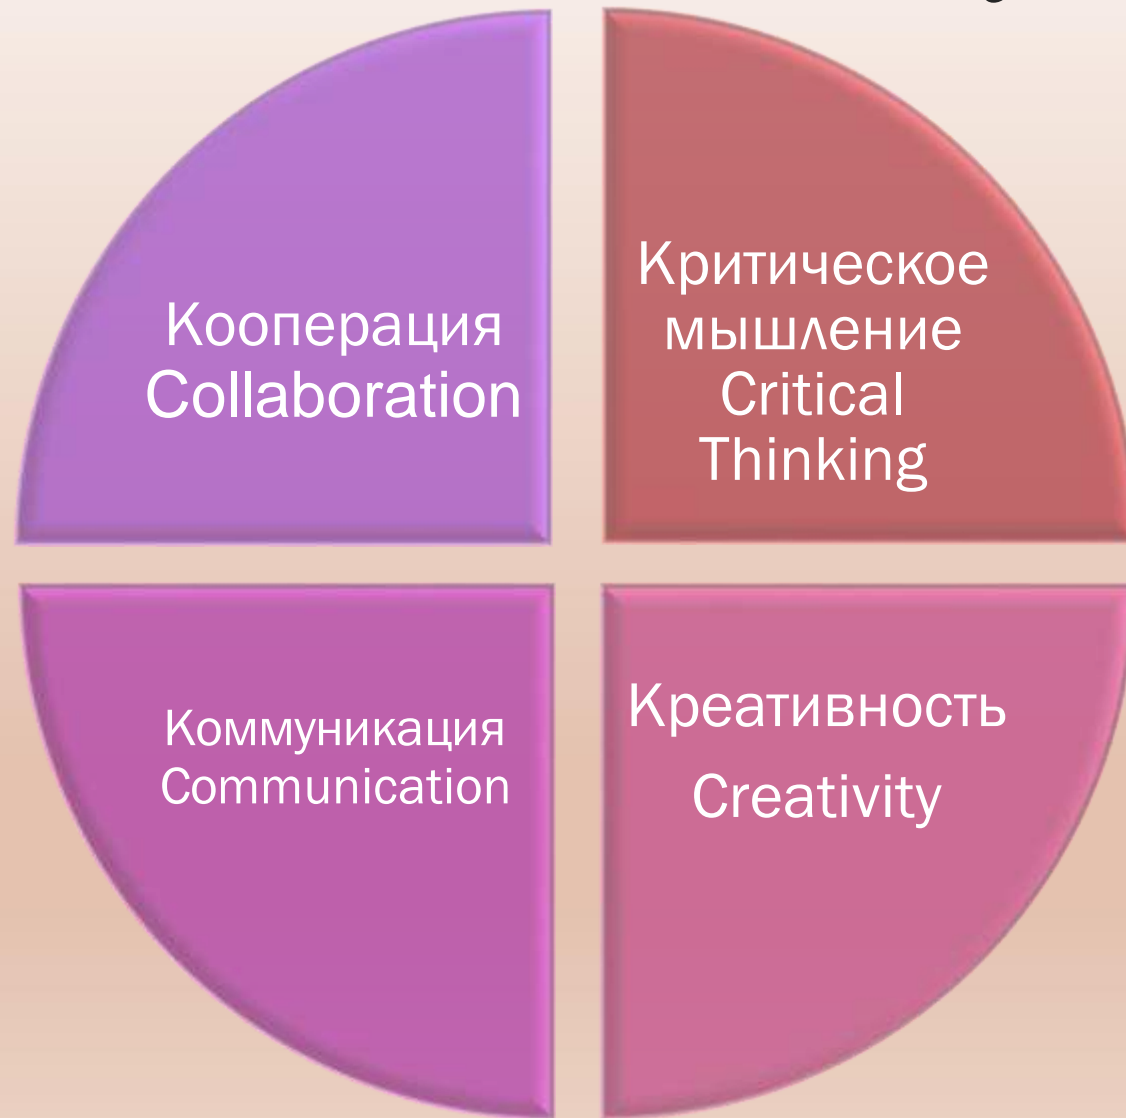 Кооперация
Collaboration
Критическое
мышление
Critical
Thinking
Коммуникация
Communication
Креативность
Creativity